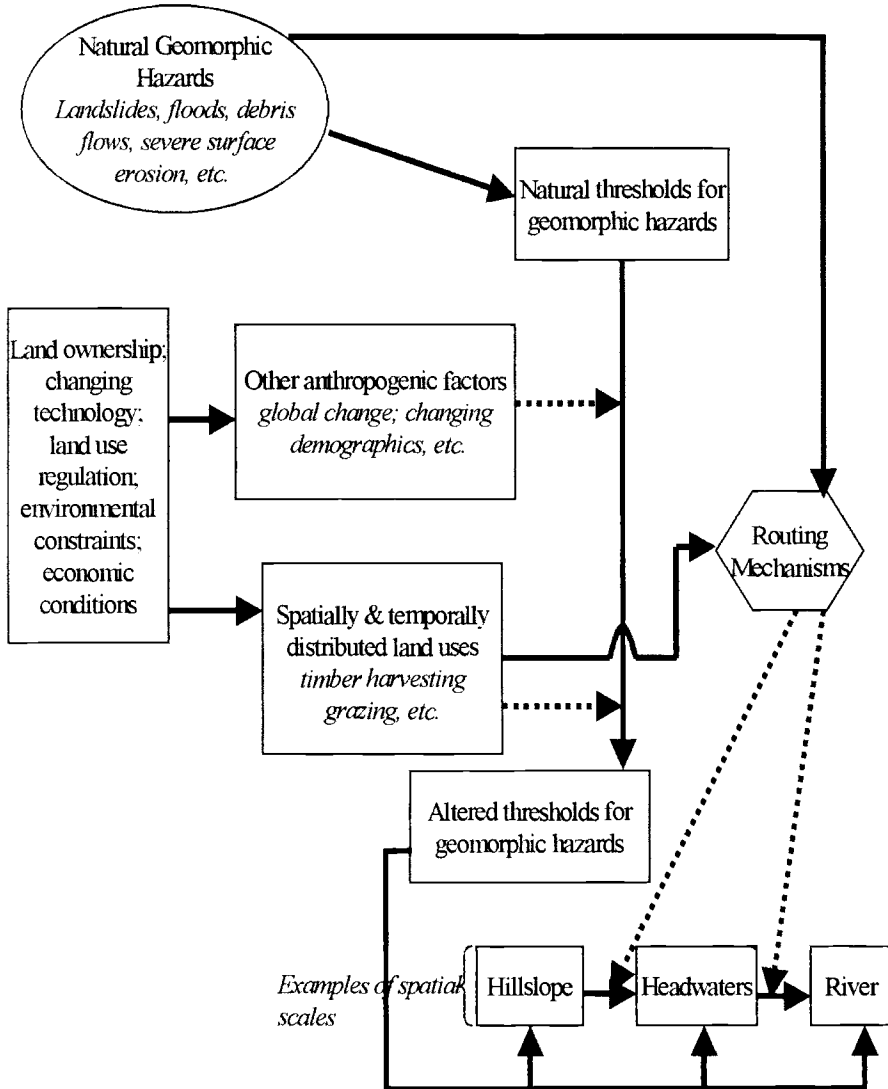 Natural Geomorphic
Hazards
Landslides, floods, debris
flows, severe surface
erosion, etc.
Natural thresholds for
geomorphic hazards
Land ownership;
changing
technology;
land use
regulation;
environmental
constraints;
economic
conditions
Other anthropogenic factors
global change; changing
demographics, etc.
Routing
Mechanisms
Spatially & temporally
distributed land uses
timber harvesting
grazing, etc.
Altered thresholds for
geomorphic hazards
Examples of spatial
scales
Hillslope
Headwaters
River